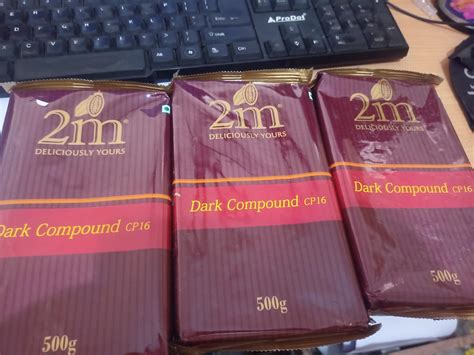 ProDot
2m
DELICIOUSLY YOURS
Dark Compound CP16
500g
2m
DELICIOUSLY YOURS
Dark Compound CP16
500g
2m
DELICIOUSLY YOURS
Dark Compound CP16
500g